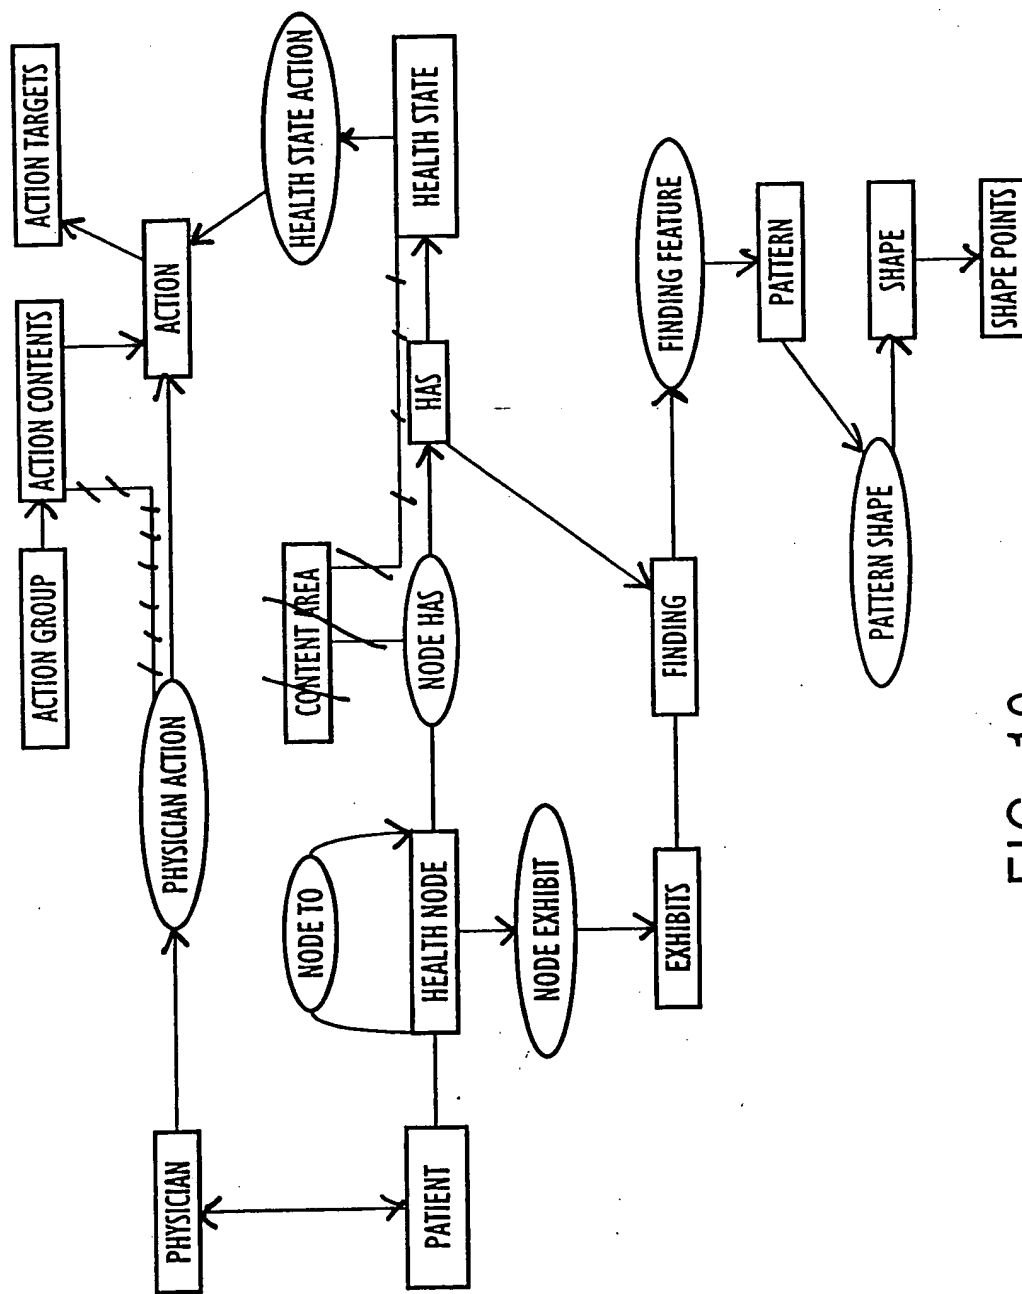 ACTION GROUP
ACTION CONTENTS
ACTION TARGETS
PHYSICIAN
PHYSICIAN ACTION
ACTION
NODE TO
CONTENT AREA
HEALTH STATE ACTION
PATIENT
HEALTH NODE
NODE HAS
HAS
HEALTH STATE
NODE EXHIBIT
EXHIBITS
FINDING
FINDING FEATURE
PATTERN
PATTERN SHAPE
SHAPE
SHAPE POINTS
FIG.